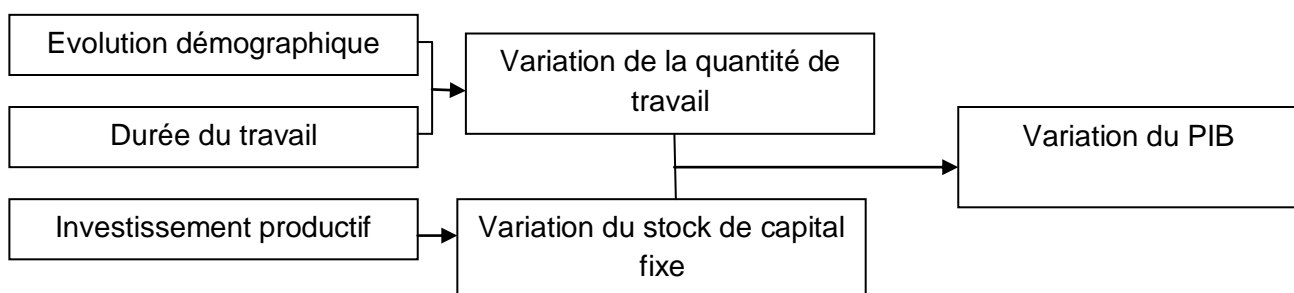 Evolution démographique
Durée du travail
Investissement productif
Variation de la quantité de
travail
Variation du stock de capital
fixe
Variation du PIB